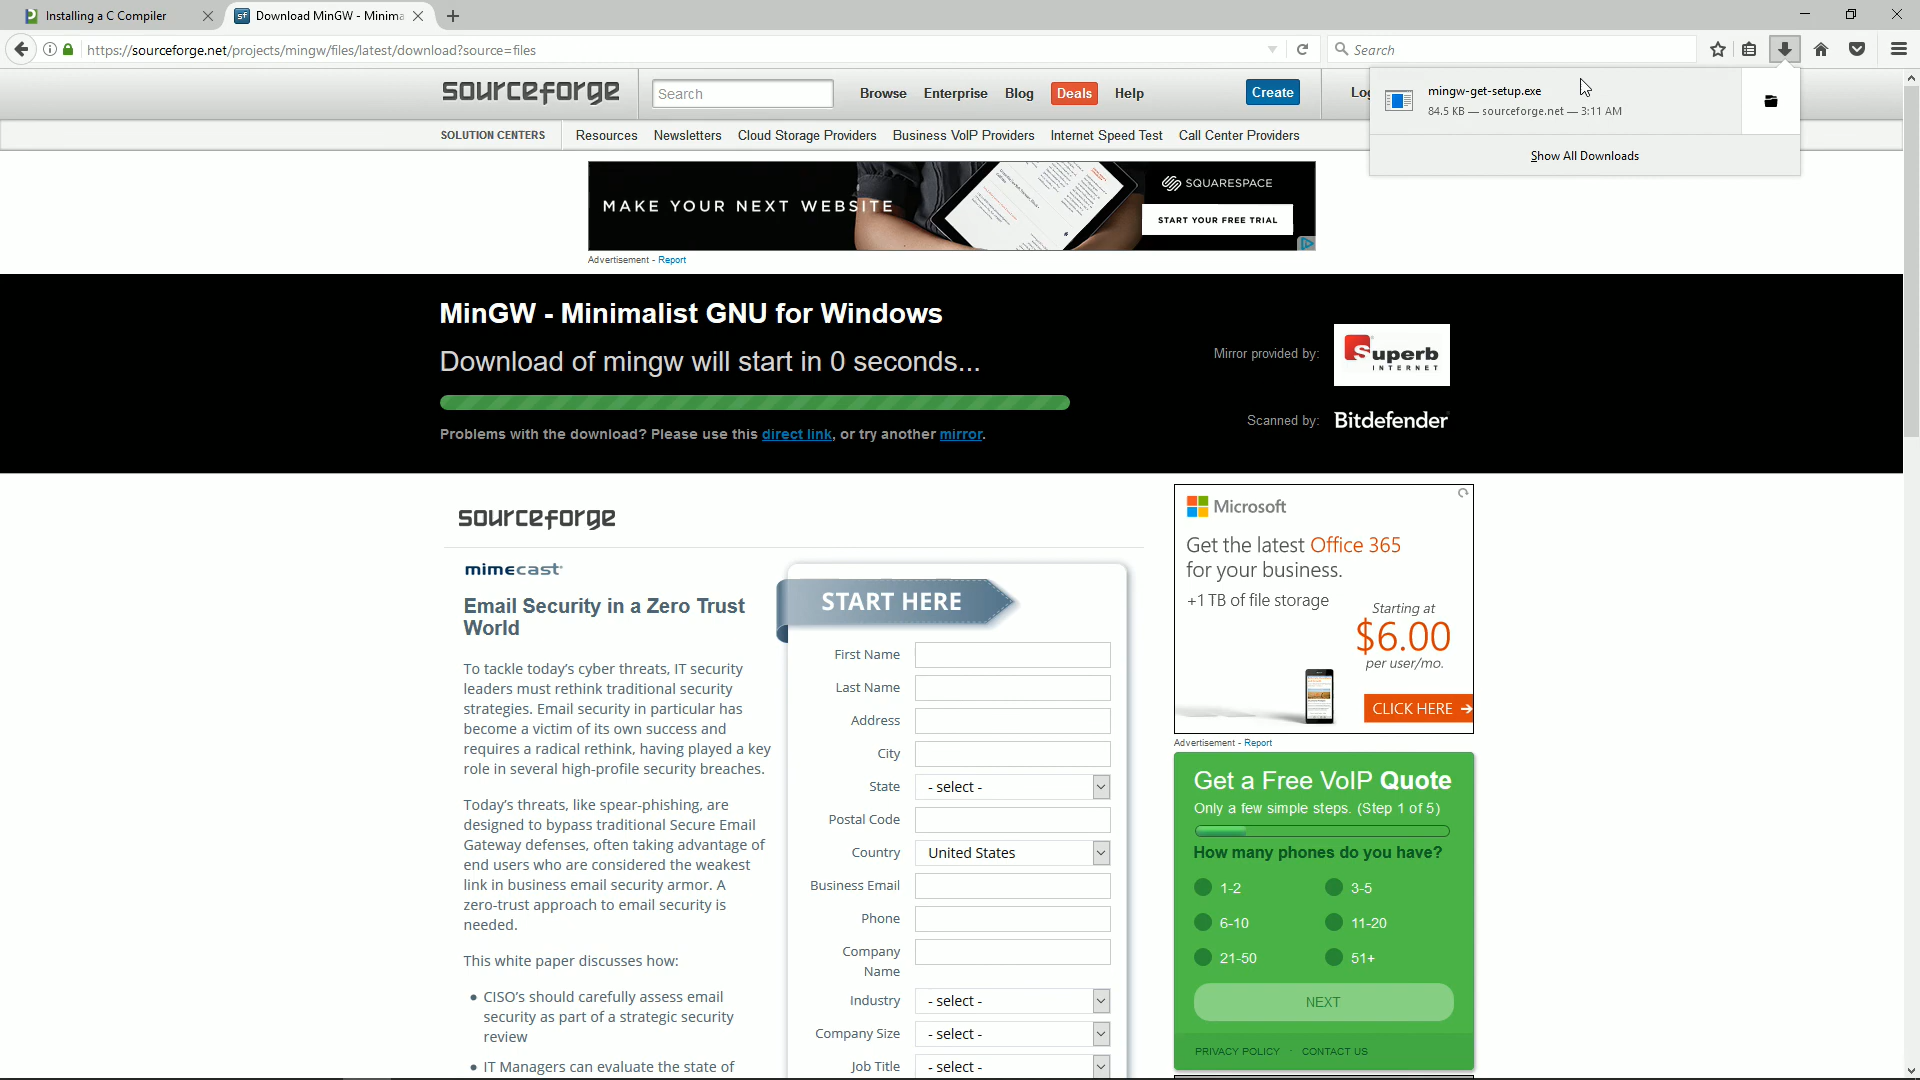 Installing a C Compiler
Download MinGW - Minima
https://sourceforge.net/projects/mingw/files/latest/download?source=files
Search
sourceforge
Search
Browse Enterprise Blog Deals Help
Create
Log
mingw-get-setup.exe
84.5 KB — sourceforge.net — 3:11 AM
Show All Downloads
SOLUTION CENTERS
Resources Newsletters Cloud Storage Providers Business VoIP Providers Internet Speed Test Call Center Providers
MAKE YOUR NEXT WEBSITE
SQUARESPACE
START YOUR FREE TRIAL
Advertisement - Report
MinGW - Minimalist GNU for Windows
Download of mingw will start in 0 seconds...
Problems with the download? Please use this direct link, or try another mirror.
Mirror provided by:
Superb
INTERNET
Scanned by:
Bitdefender
sourceforge
mimecast
Email Security in a Zero Trust
World
To tackle today's cyber threats, IT security
leaders must rethink traditional security
strategies. Email security in particular has
become a victim of its own success and
requires a radical rethink, having played a key
role in several high-profile security breaches.
Today's threats, like spear-phishing, are
designed to bypass traditional Secure Email
Gateway defenses, often taking advantage of
end users who are considered the weakest
link in business email security armor. A
zero-trust approach to email security is
needed.
This white paper discusses how:
• CISO's should carefully assess email
security as part of a strategic security
review
• IT Managers can evaluate the state of
START HERE
First Name
Last Name
Address
City
State - select -
Postal Code
Country United States
Business Email
Phone
Company
Name
Industry - select -
Company Size - select -
Job Title - select -
Microsoft
Get the latest Office 365
for your business.
+1TB of file storage
Starting at
$6.00
per user/mo.
CLICK HERE
Advertisement - Report
Get a Free VoIP Quote
Only a few simple steps. (Step 1 of 5)
How many phones do you have?
1-2 3-5
6-10 11-20
21-50 51+
NEXT
PRIVACY POLICY · CONTACT US